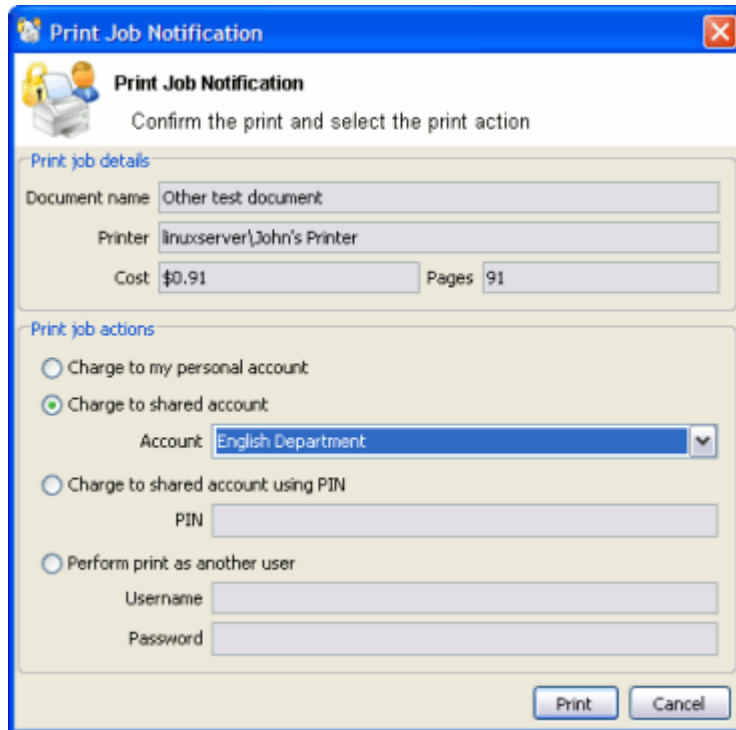 Print Job Notification
Print Job Notification
Confirm the print and select the print action
Print job details
Document name Other test document
Printer linuxserver\John's Printer
Cost $0.91 Pages 91
Print job actions
Charge to my personal account
Charge to shared account
Account English Department
Charge to shared account using PIN
PIN
Perform print as another user
Username
Password
Print Cancel